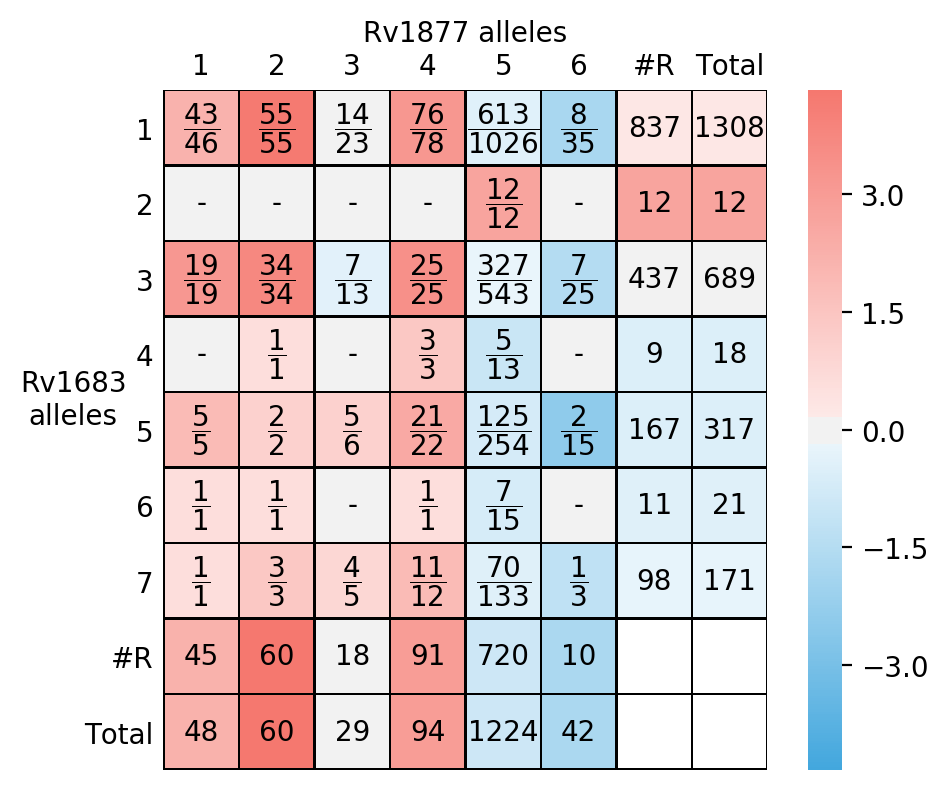 Rv1877 alleles
1 2 3 4 5 6 #R Total
1 43/46 55/55 14/23 76/78 613/1026 8/35 837 1308
2 - - - - 12/12 - 12 12
3 19/19 34/34 7/13 25/25 327/543 7/25 437 689
4 - 1/1 - 3/3 5/13 - 9 18
Rv1683
alleles
5 5/5 2/2 5/6 21/22 125/254 2/15 167 317
6 1/1 1/1 - 1/1 7/15 - 11 21
7 1/1 3/3 4/5 11/12 70/133 1/3 98 171
#R 45 60 18 91 720 10
Total 48 60 29 94 1224 42
3.0
1.5
0.0
−1.5
−3.0